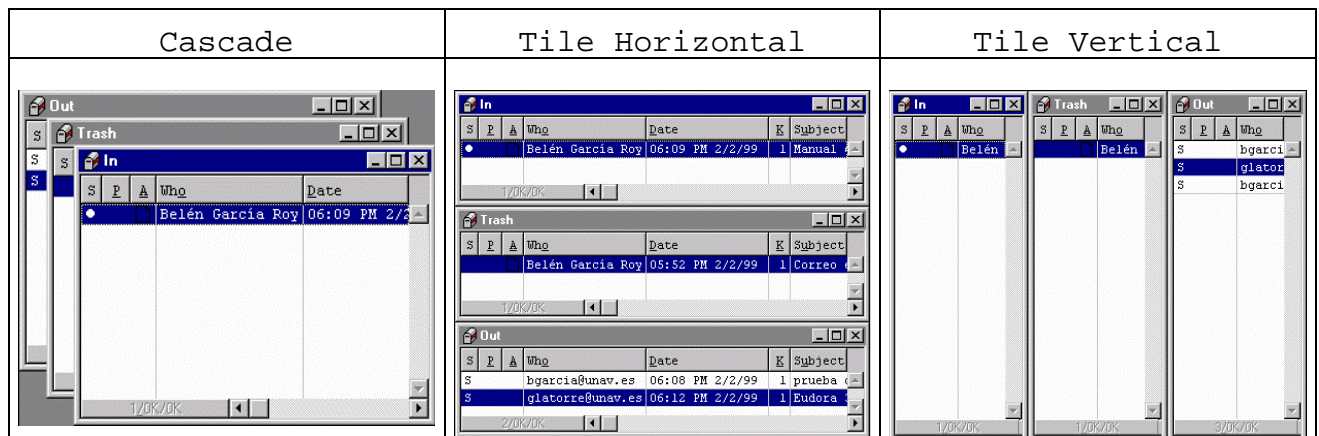 Cascade
Out
Trash
In
S
S
S
S
S P A Who Date
Belén García Roy 06:09 PM 2/2
1/0K/0K
Tile Horizontal
In
S P A Who Date K Subject
Belén García Roy 06:09 PM 2/2/99 1 Manual
1/0K/0K
Trash
S P A Who Date K Subject
Belén García Roy 05:52 PM 2/2/99 1 Correo
1/0K/0K
Out
S P A Who Date K Subject
S bgarcia@unav.es 06:08 PM 2/2/99 1 prueba
S glatorre@unav.es 06:12 PM 2/2/99 1 Eudora
2/0K/0K
Tile Vertical
In
S P A Who
Belén
1/0K/0K
Trash
S P A Who
Belén
1/0K/0K
Out
S P A Who
S bgarci
S glator
S bgarci
3/0K/0K